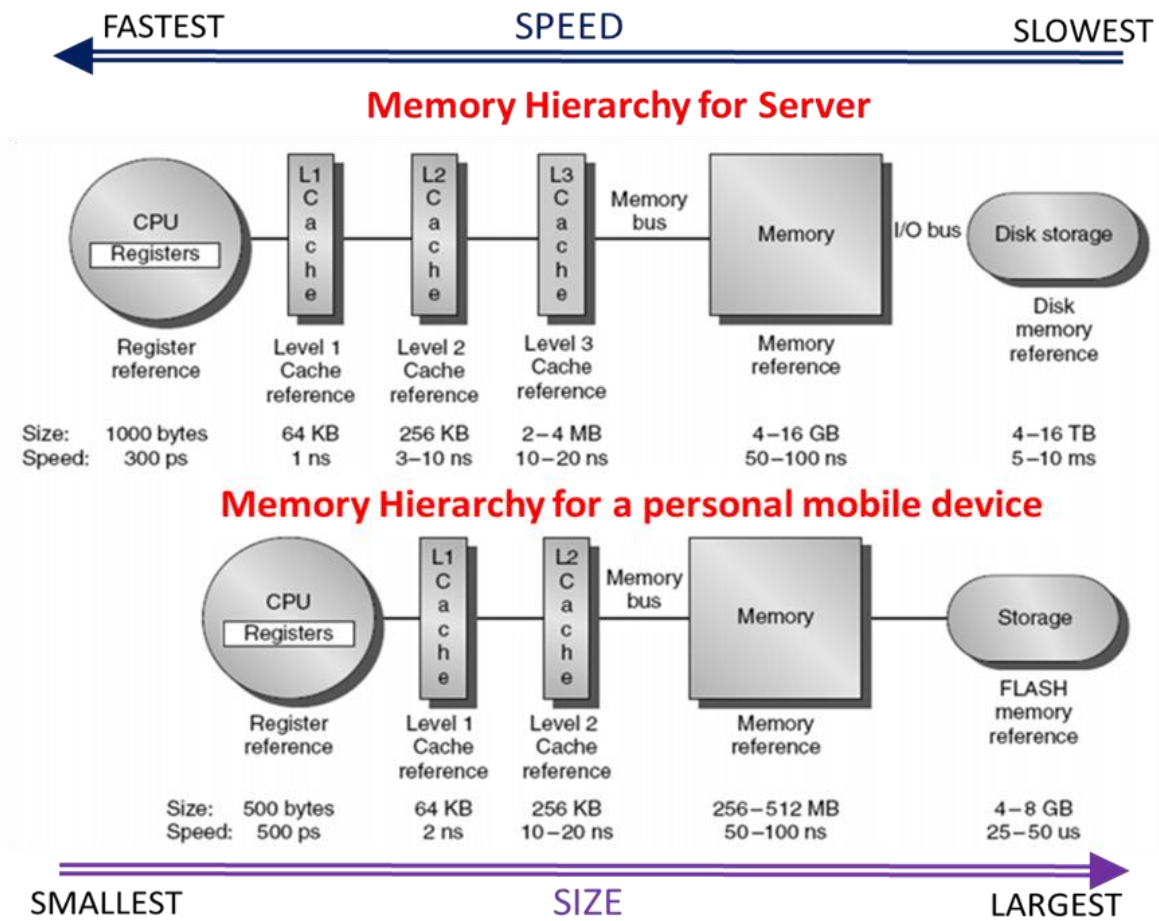 FASTEST SPEED SLOWEST
Memory Hierarchy for Server
CPU
Registers
L1
C
a
c
h
e
L2
C
a
c
h
e
L3
C
a
c
h
e
Memory
bus
Memory
I/O bus
Disk storage
Register
reference
Level 1
Cache
reference
Level 2
Cache
reference
Level 3
Cache
reference
Memory
reference
Disk
memory
reference
Size: 1000 bytes 64 KB 256 KB 2–4 MB 4–16 GB 4–16 TB
Speed: 300 ps 1 ns 3–10 ns 10–20 ns 50–100 ns 5–10 ms
Memory Hierarchy for a personal mobile device
CPU
Registers
L1
C
a
c
h
e
L2
C
a
c
h
e
Memory
bus
Memory
Storage
Register
reference
Level 1
Cache
reference
Level 2
Cache
reference
Memory
reference
FLASH
memory
reference
Size: 500 bytes 64 KB 256 KB 256–512 MB 4–8 GB
Speed: 500 ps 2 ns 10–20 ns 50–100 ns 25–50 us
SMALLEST SIZE LARGEST